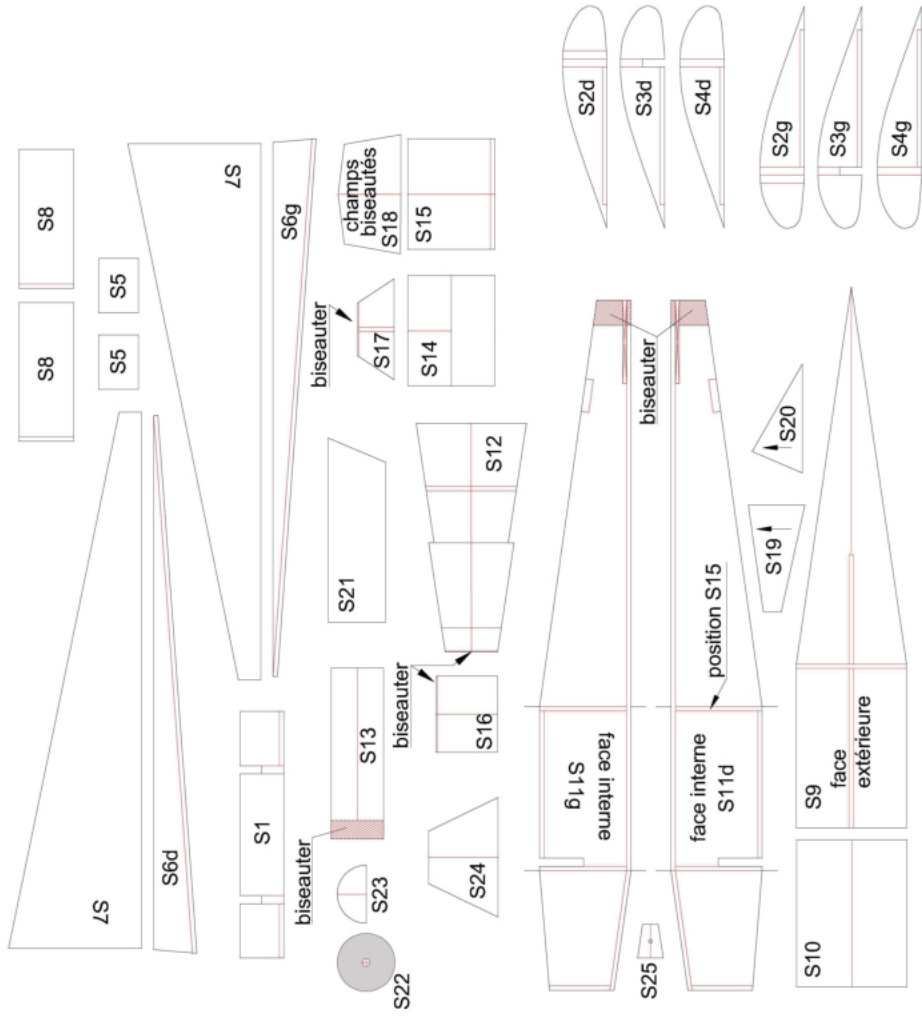 S8
S8
S5
S5
S7
S6g
S7
S6d
S1
champs
biseautés
S18
S15
biseauter
S17
S14
S12
S21
biseauter
S16
S13
biseauter
S23
S22
S24
S2d
S3d
S4d
S2g
S3g
S4g
biseauter
S20
S19
position S15
face interne
S11g
face interne
S11d
S25
S9
face
extérieure
S10